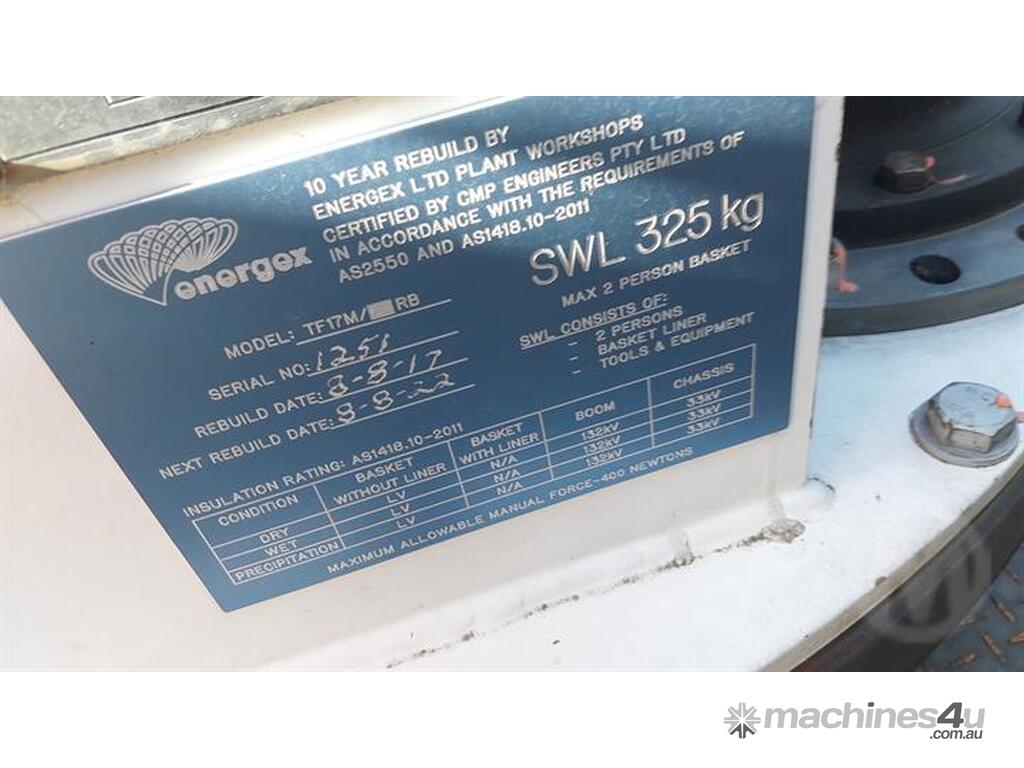 10 YEAR REBUILD BY
ENERGEX LTD PLANT WORKSHOPS
CERTIFIED BY CMP ENGINEERS PTY LTD
IN ACCORDANCE WITH THE REQUIREMENTS OF
AS2550 AND AS1418.10-2011
energex
SWL 325 kg
MAX 2 PERSON BASKET
SWL CONSISTS OF:
- 2 PERSONS
- BASKET LINER
- TOOLS & EQUIPMENT
MODEL: TF17M/ RB
SERIAL NO: 1251
REBUILD DATE: 8-8-17
NEXT REBUILD DATE: 8-8-22
INSULATION RATING: AS1418.10-2011
CONDITION BASKET WITHOUT LINER BASKET WITH LINER BOOM CHASSIS
DRY LV N/A 132kV 33kV
WET LV N/A 132kV 33kV
PRECIPITATION LV N/A 132kV 33kV
MAXIMUM ALLOWABLE MANUAL FORCE-400 NEWTONS
machines4u
.com.au